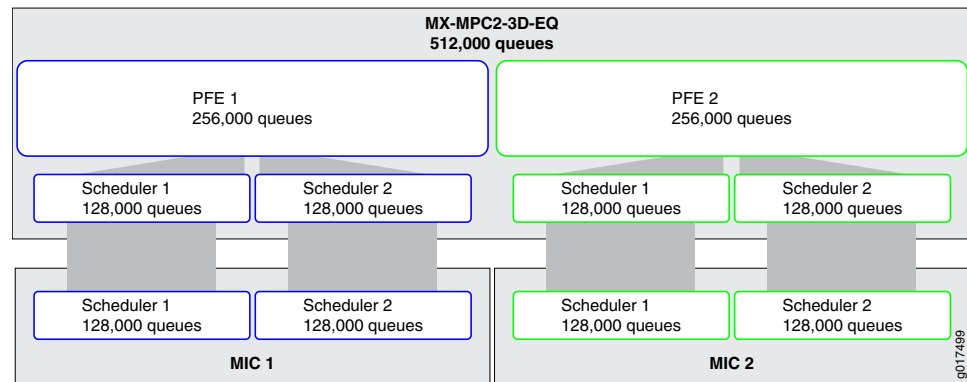 MX-MPC2-3D-EQ
512,000 queues
PFE 1
256,000 queues
PFE 2
256,000 queues
Scheduler 1
128,000 queues
Scheduler 2
128,000 queues
Scheduler 1
128,000 queues
Scheduler 2
128,000 queues
Scheduler 1
128,000 queues
Scheduler 2
128,000 queues
Scheduler 1
128,000 queues
Scheduler 2
128,000 queues
MIC 1
MIC 2
g017499